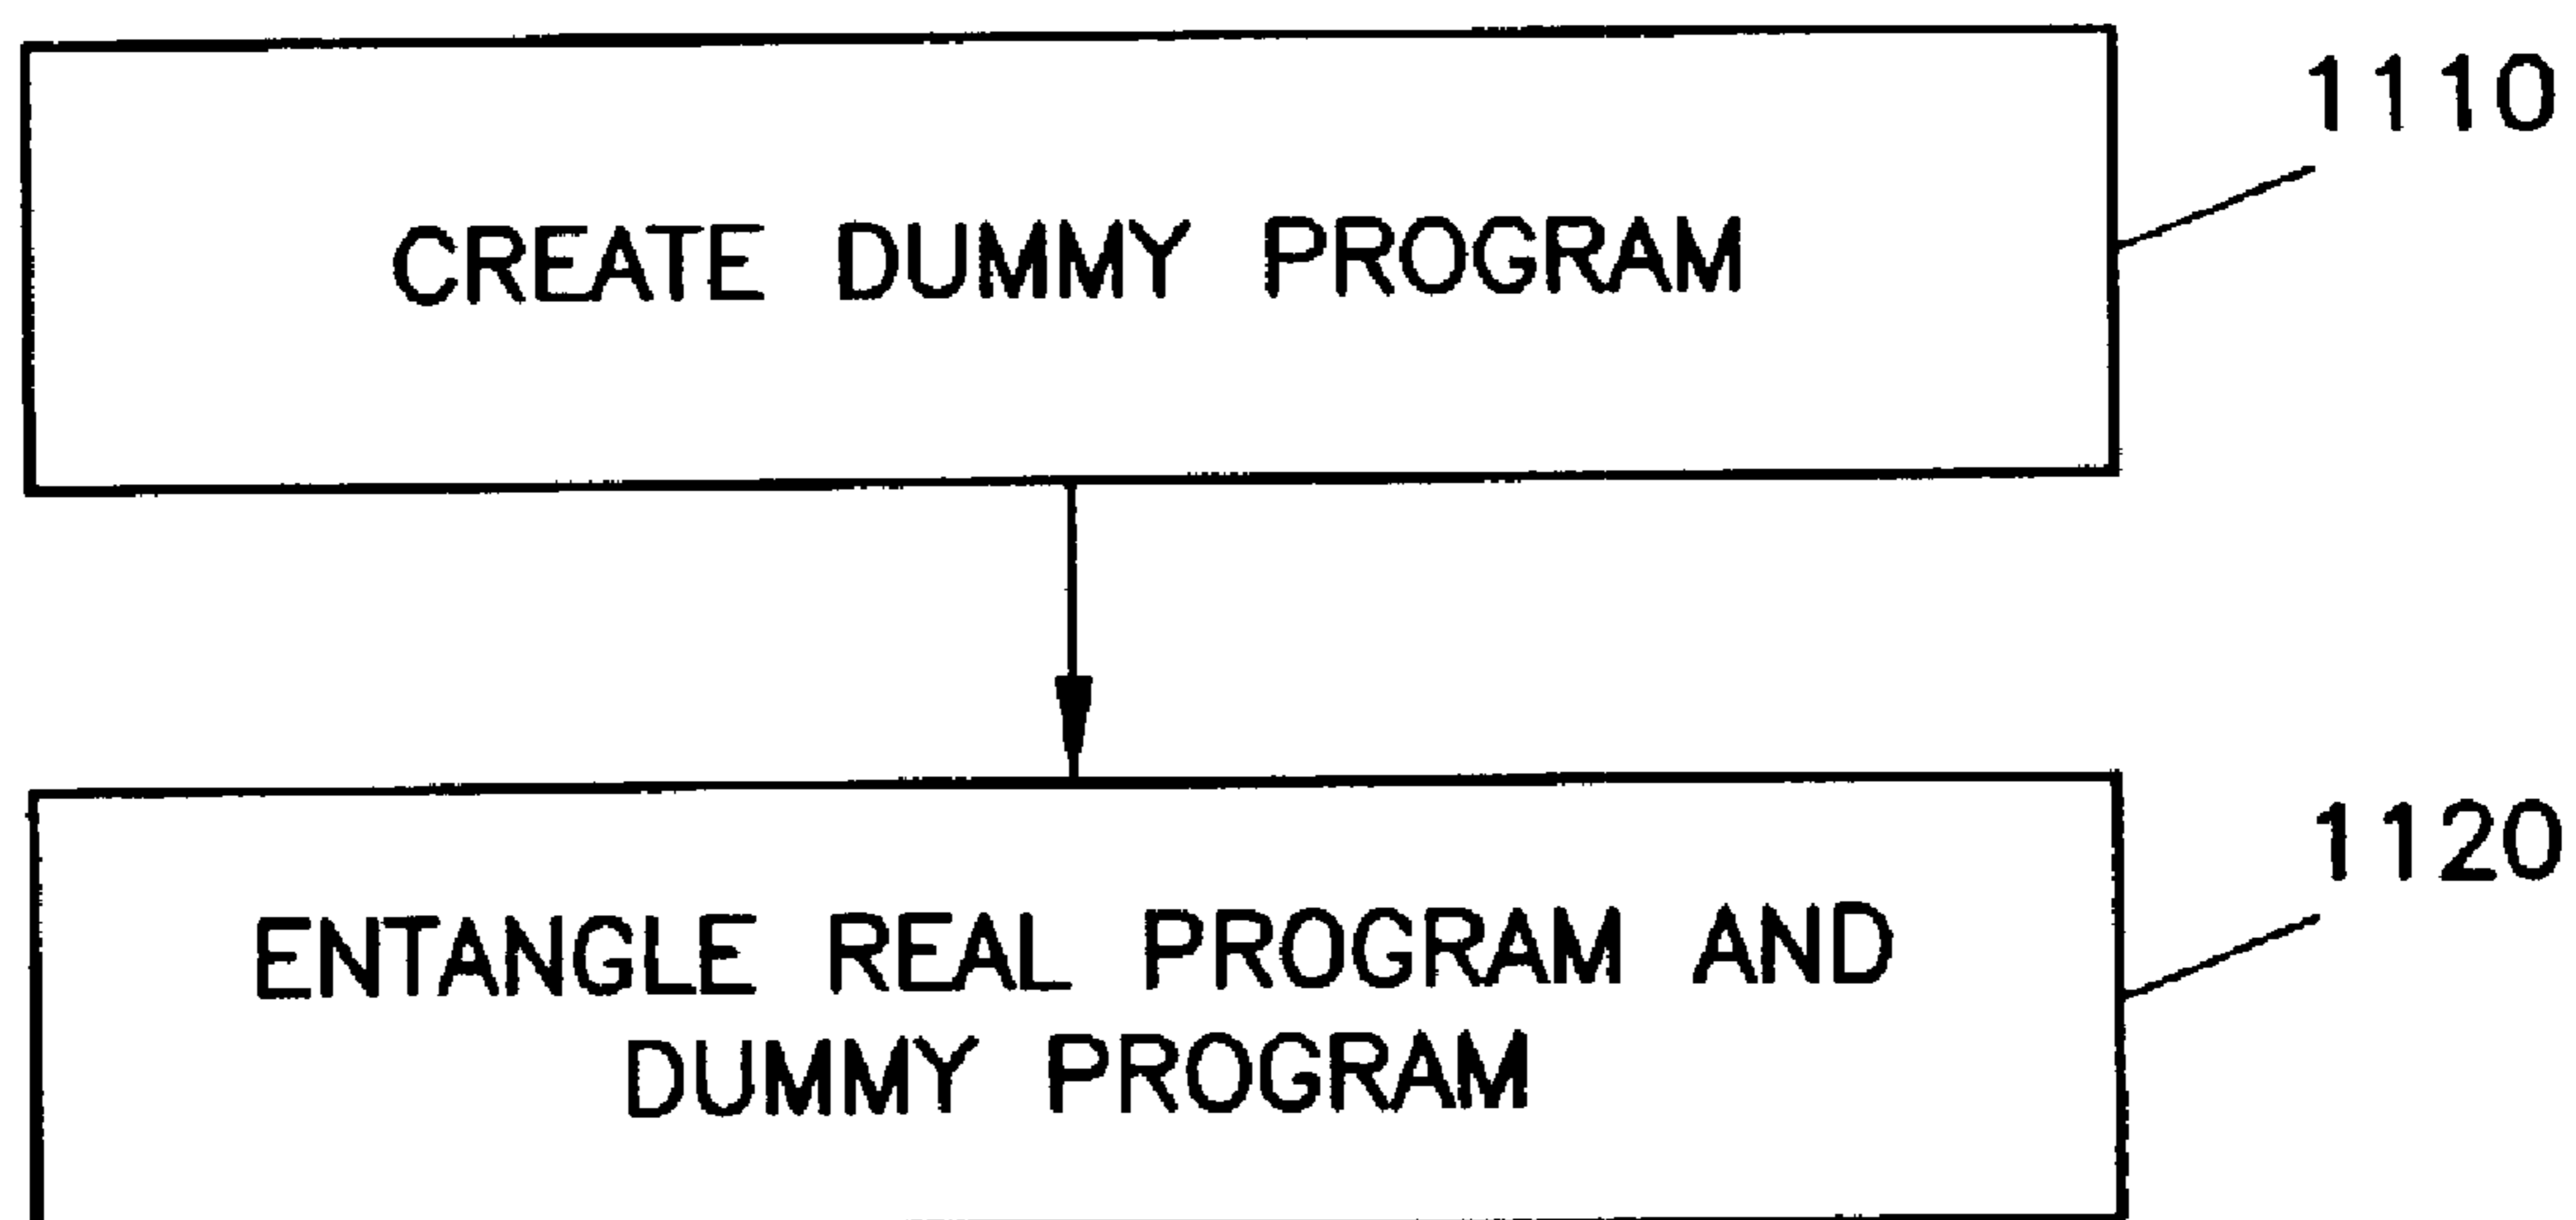 1110
CREATE DUMMY PROGRAM
1120
ENTANGLE REAL PROGRAM AND
DUMMY PROGRAM